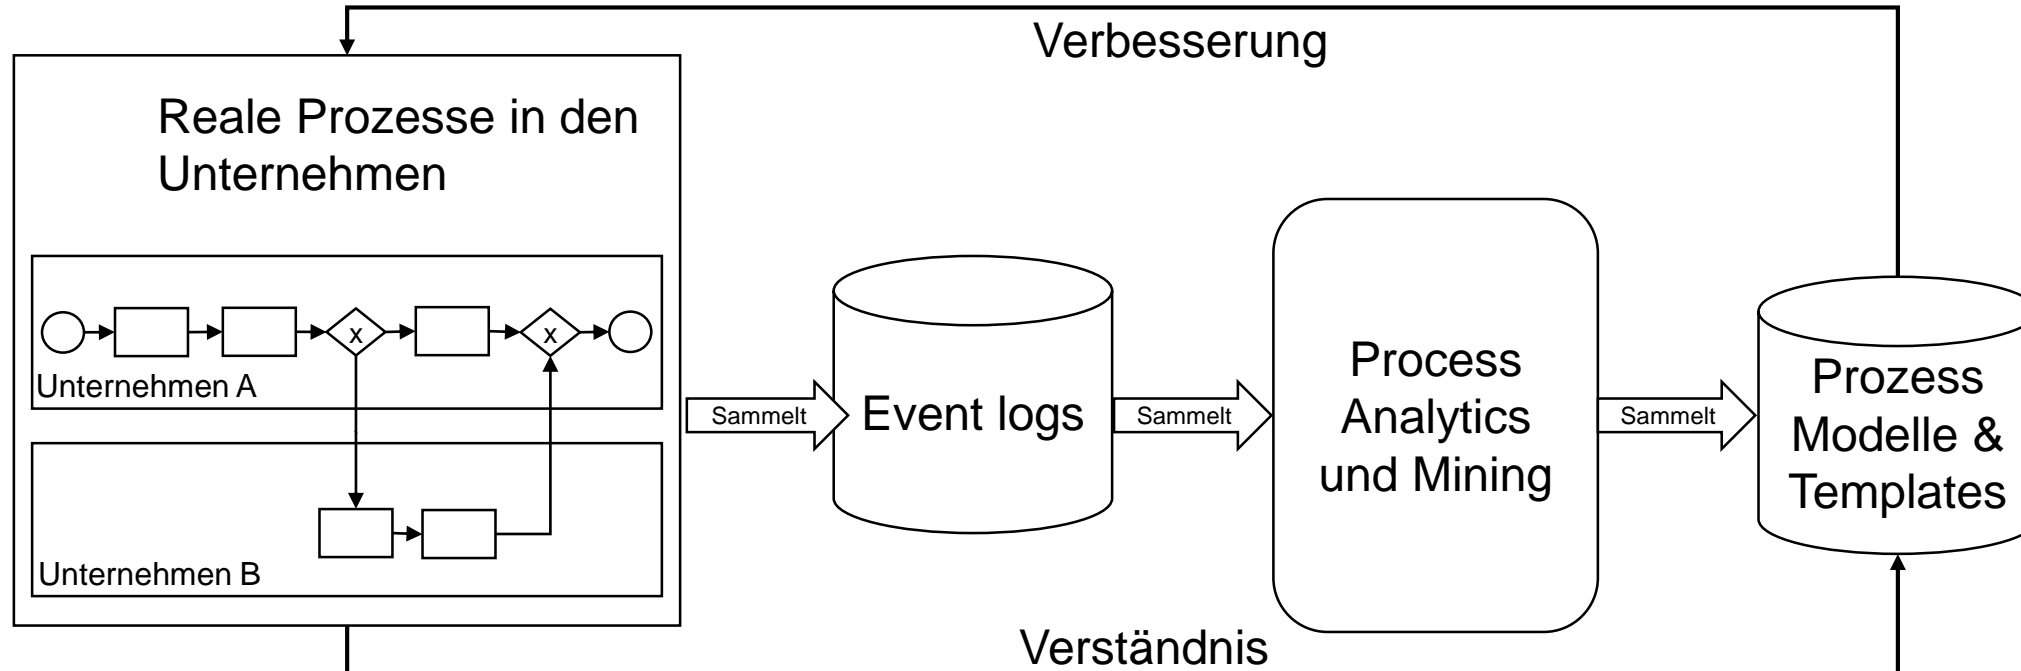 Verbesserung
Reale Prozesse in den
Unternehmen
x
x
Unternehmen A
Unternehmen B
Sammelt
Event logs
Sammelt
Process
Analytics
und Mining
Sammelt
Prozess
Modelle &
Templates
Verständnis